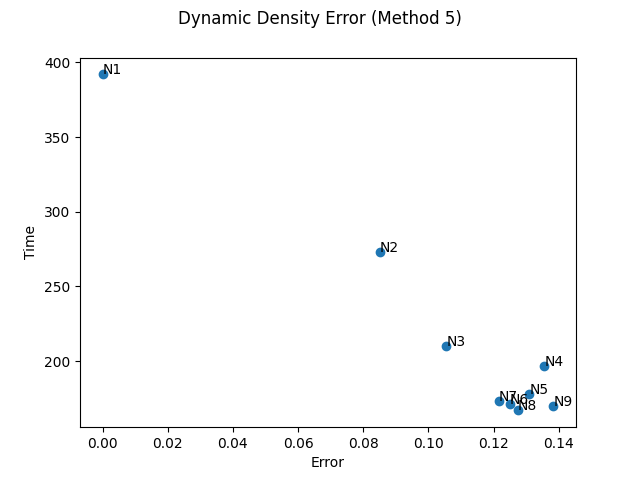 Dynamic Density Error (Method 5)
400
350
300
250
200
Time
N1
N2
N3
N4
N5
N7
N6
N8
N9
0.00 0.02 0.04 0.06 0.08 0.10 0.12 0.14
Error